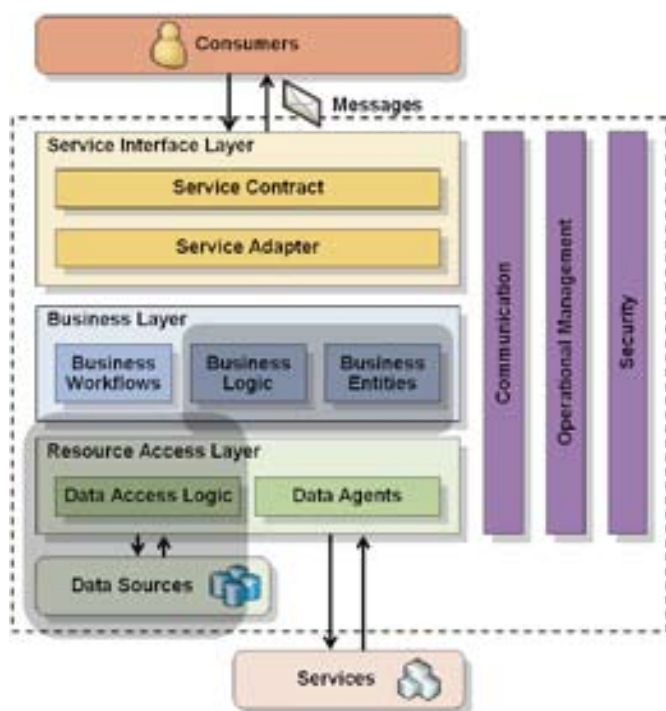 Consumers
Messages
Service Interface Layer
Service Contract
Service Adapter
Business Layer
Business
Workflows
Business
Logic
Business
Entities
Resource Access Layer
Data Access Logic
Data Agents
Data Sources
Services
Communication
Operational Management
Security